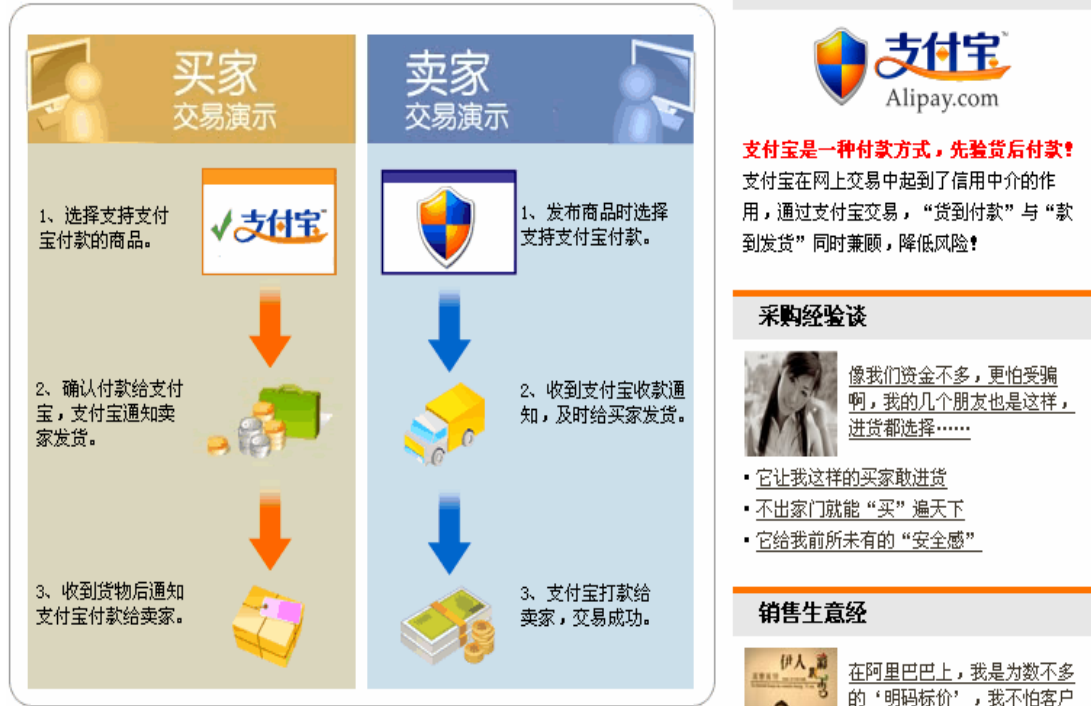 买家
交易演示
1、选择支持支付
宝付款的商品。
支付宝
2、确认付款给支付
宝，支付宝通知卖
家发货。
3、收到货物后通知
支付宝付款给卖家。
卖家
交易演示
1、发布商品时选择
支持支付宝付款。
2、收到支付宝收款通
知，及时给买家发货。
3、支付宝打款给
卖家，交易成功。
支付宝
Alipay.com
支付宝是一种付款方式，先验货后付款！
支付宝在网上交易中起到了信用中介的作
用，通过支付宝交易，“货到付款”与“款
到发货”同时兼顾，降低风险！
采购经验谈
像我们资金不多，更怕受骗
啊，我的几个朋友也是这样，
进货都选择……
▪ 它让我这样的买家敢进货
▪ 不出家门就能“买”遍天下
▪ 它给我前所未有的“安全感”
销售生意经
伊人
在阿里巴巴上，我是为数不多
的‘明码标价’，我不怕客户